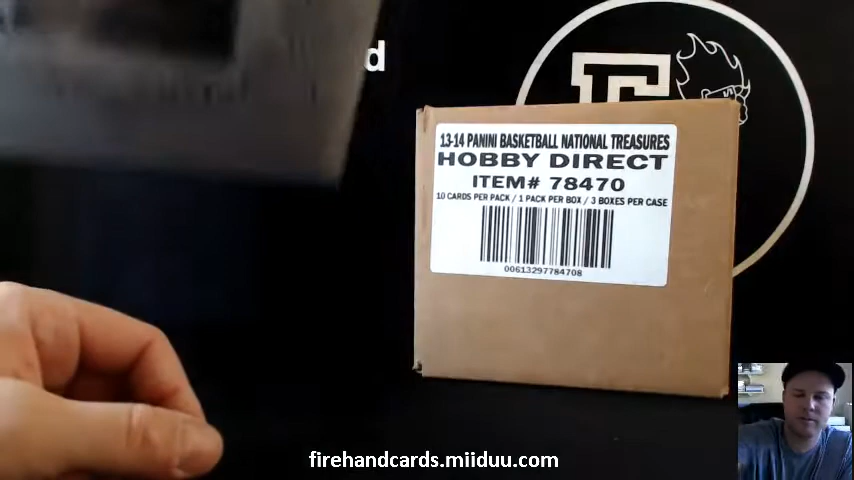 d
13-14 PANINI BASKETBALL NATIONAL TREASURES
HOBBY DIRECT
ITEM# 78470
10 CARDS PER PACK / 1 PACK PER BOX / 3 BOXES PER CASE
00613297784708
firehandcards.miiduu.com